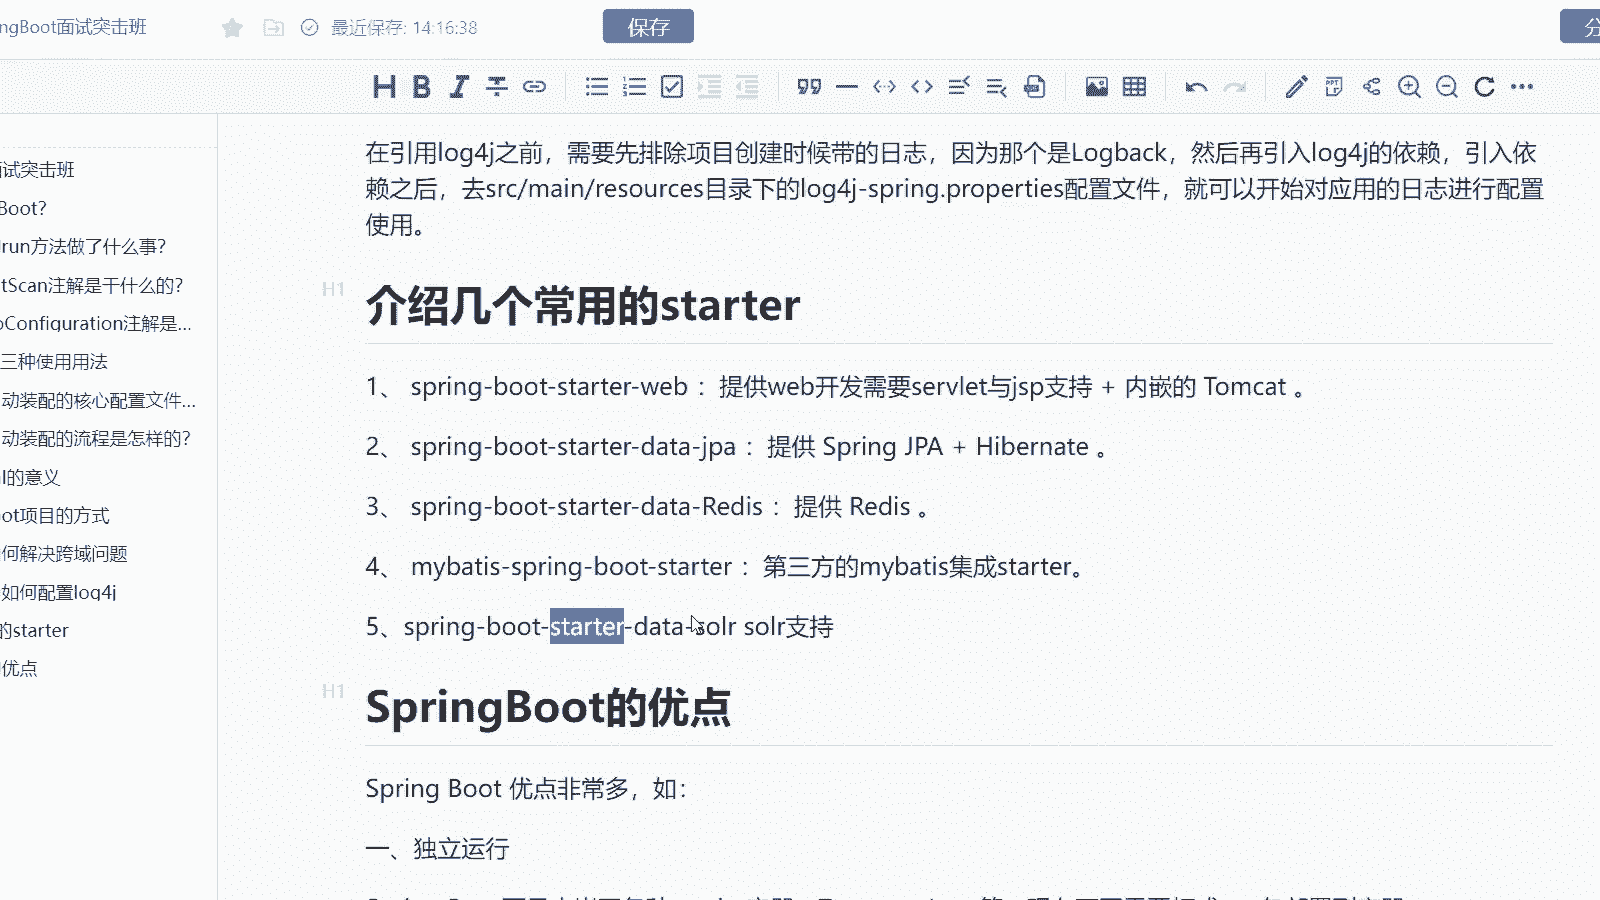 ngBoot面试突击班
最近保存: 14:16:38
保存
分
面试突击班
Boot?
run方法做了什么事?
tScan注解是干什么的?
oConfiguration注解是...
三种使用用法
动装配的核心配置文件...
动装配的流程是怎样的?
的意义
ot项目的方式
何解决跨域问题
如何配置log4j
的starter
优点
在引用log4j之前，需要先排除项目创建时候带的日志，因为那个是Logback，然后再引入log4j的依赖，引入依
赖之后，去src/main/resources目录下的log4j-spring.properties配置文件，就可以开始对应用的日志进行配置
使用。
H1
介绍几个常用的starter
1、 spring-boot-starter-web ：提供web开发需要servlet与jsp支持 + 内嵌的 Tomcat 。
2、 spring-boot-starter-data-jpa ：提供 Spring JPA + Hibernate 。
3、 spring-boot-starter-data-Redis ：提供 Redis 。
4、 mybatis-spring-boot-starter ：第三方的mybatis集成starter。
5、spring-boot-starter-data-solr solr支持
H1
SpringBoot的优点
Spring Boot 优点非常多，如：
一、独立运行